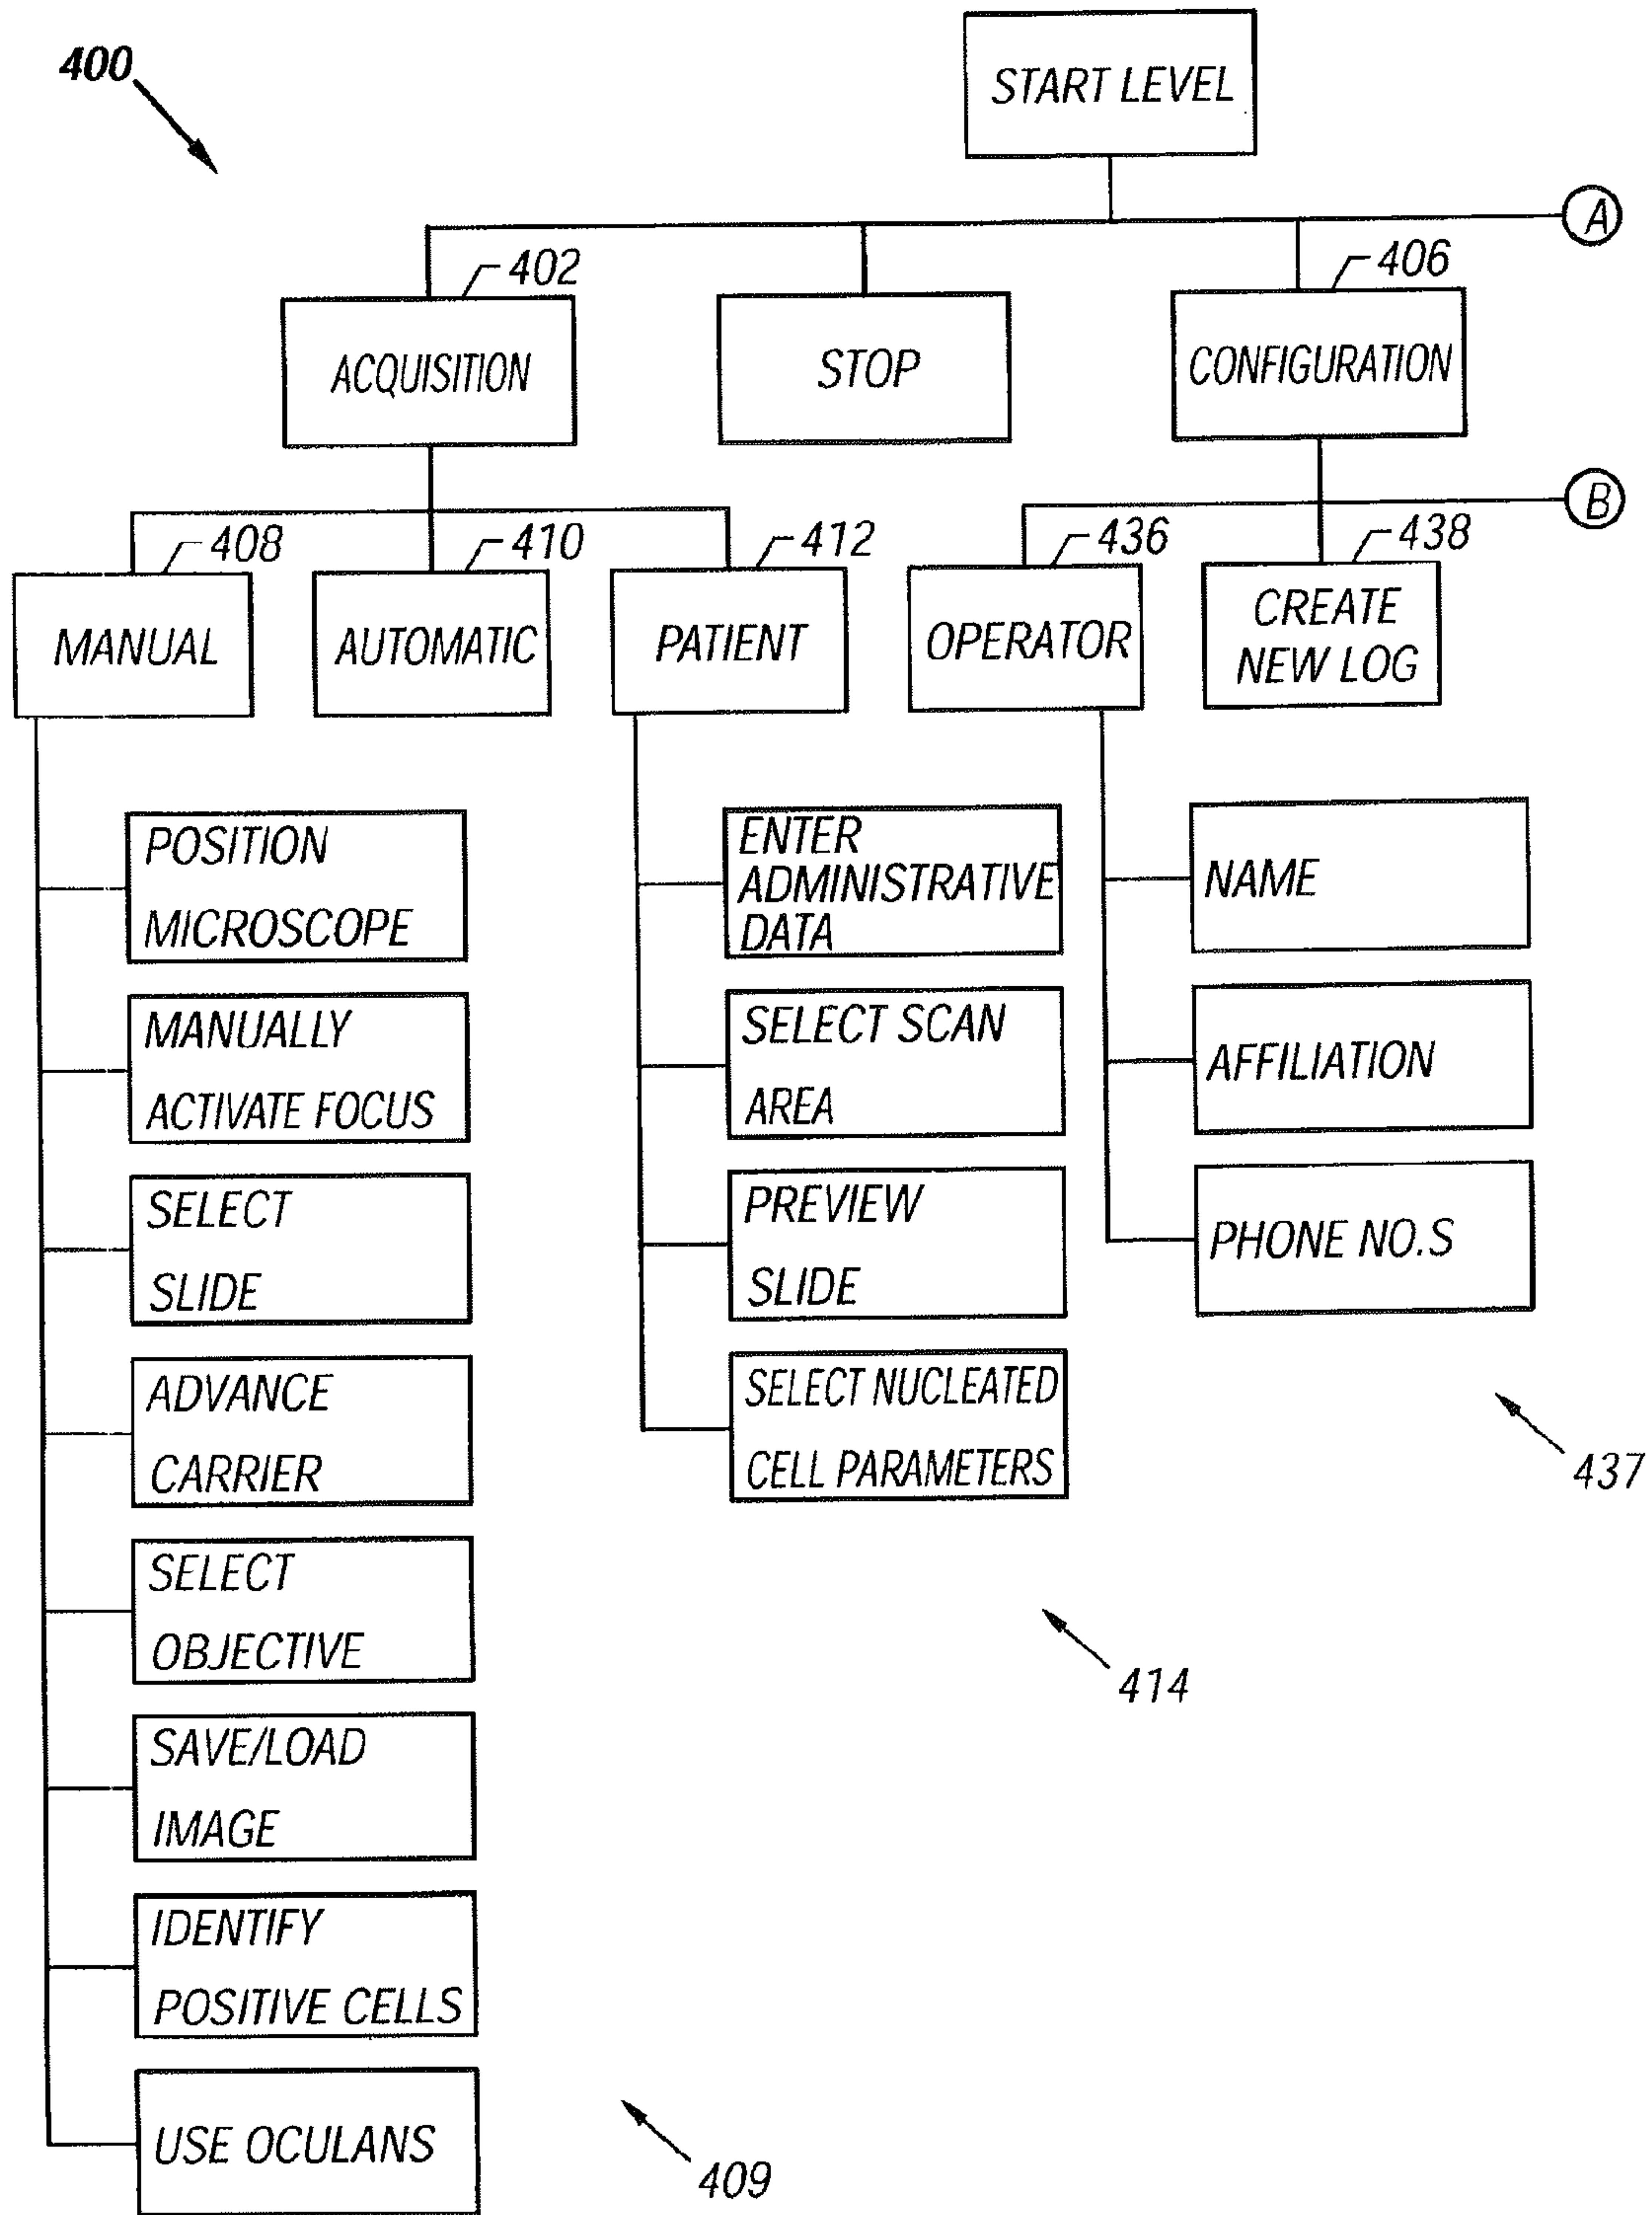 400
START LEVEL
A
402
406
ACQUISITION
STOP
CONFIGURATION
B
408
410
412
436
438
MANUAL
AUTOMATIC
PATIENT
OPERATOR
CREATE
NEW LOG
POSITION
MICROSCOPE
MANUALLY
ACTIVATE FOCUS
SELECT
SLIDE
ADVANCE
CARRIER
SELECT
OBJECTIVE
SAVE/LOAD
IMAGE
IDENTIFY
POSITIVE CELLS
USE OCULANS
409
ENTER
ADMINISTRATIVE
DATA
SELECT SCAN
AREA
PREVIEW
SLIDE
SELECT NUCLEATED
CELL PARAMETERS
414
NAME
AFFILIATION
PHONE NO.S
437